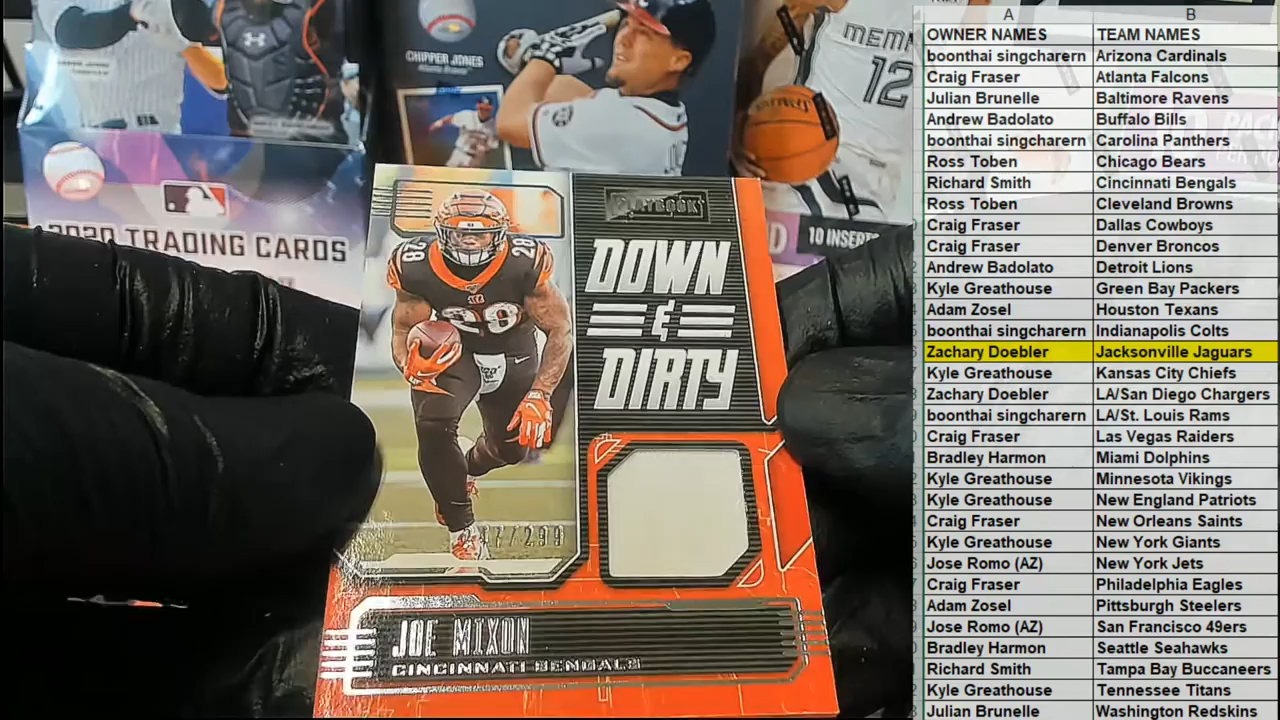 CHIPPER JONES
MEM
12
2020 TRADING CARDS
10 INSERT
PLAYBOOK
DOWN
&
DIRTY
28
28
28
297/299
JOE MIXON
CINCINNATI BENGALS
A B
OWNER NAMES TEAM NAMES
boonthai singcharern Arizona Cardinals
Craig Fraser Atlanta Falcons
Julian Brunelle Baltimore Ravens
Andrew Badolato Buffalo Bills
boonthai singcharern Carolina Panthers
Ross Toben Chicago Bears
Richard Smith Cincinnati Bengals
Ross Toben Cleveland Browns
Craig Fraser Dallas Cowboys
Craig Fraser Denver Broncos
Andrew Badolato Detroit Lions
Kyle Greathouse Green Bay Packers
Adam Zosel Houston Texans
boonthai singcharern Indianapolis Colts
Zachary Doebler Jacksonville Jaguars
Kyle Greathouse Kansas City Chiefs
Zachary Doebler LA/San Diego Chargers
boonthai singcharern LA/St. Louis Rams
Craig Fraser Las Vegas Raiders
Bradley Harmon Miami Dolphins
Kyle Greathouse Minnesota Vikings
Kyle Greathouse New England Patriots
Craig Fraser New Orleans Saints
Kyle Greathouse New York Giants
Jose Romo (AZ) New York Jets
Craig Fraser Philadelphia Eagles
Adam Zosel Pittsburgh Steelers
Jose Romo (AZ) San Francisco 49ers
Bradley Harmon Seattle Seahawks
Richard Smith Tampa Bay Buccaneers
Kyle Greathouse Tennessee Titans
Julian Brunelle Washington Redskins